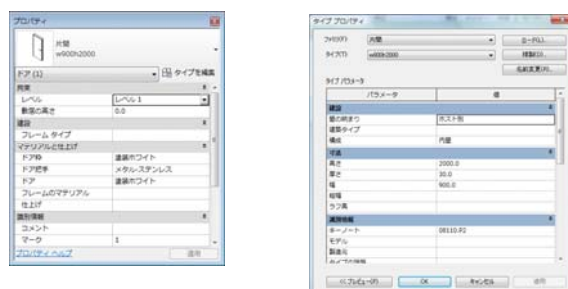 プロパティ
片開
w900h2000
ドア (1)
タイプを編集
拘束
レベル
レベル 1
敷居の高さ
0.0
建設
フレーム タイプ
マテリアルと仕上げ
ドア枠
塗装ホワイト
ドア把手
メタル-ステンレス
ドア
塗装ホワイト
フレームのマテリアル
仕上げ
識別情報
コメント
マーク
1
プロパティ ヘルプ
適用
タイプ プロパティ
ファミリ(F):
片開
ロード(L)...
タイプ(T):
w900h2000
複製(D)...
名前変更(R)...
タイプ パラメータ
パラメータ
値
建設
壁の納まり
ホスト別
建築タイプ
機能
内部
寸法
高さ
2000.0
厚さ
30.0
幅
900.0
ラフ高
識別情報
キーノート
08110.P2
モデル
製造元
<< プレビュー(P)
OK
キャンセル
適用